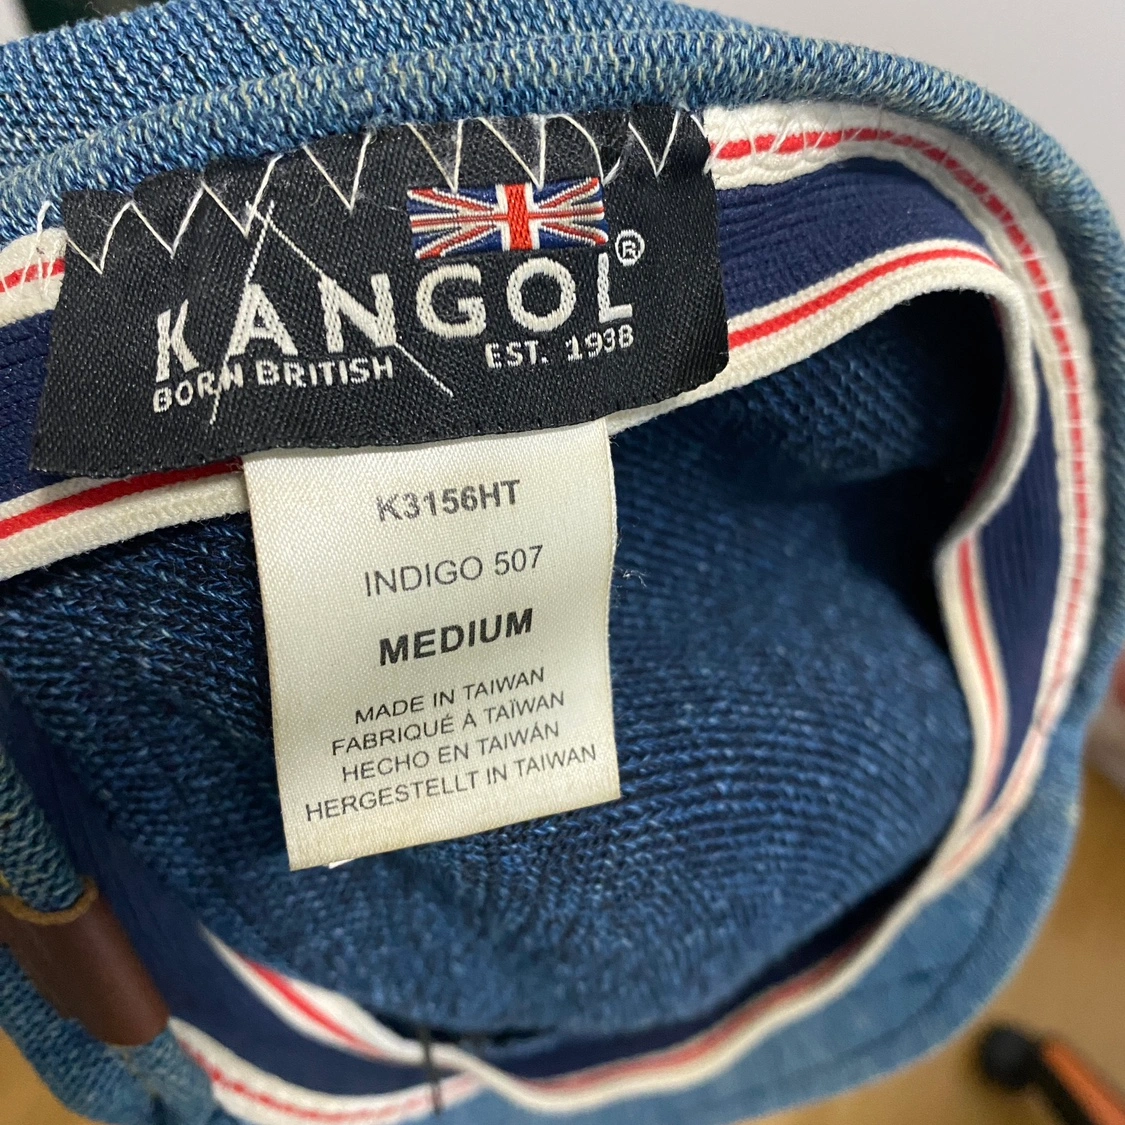 KANGOL®
BORN BRITISH EST. 1938
K3156HT
INDIGO 507
MEDIUM
MADE IN TAIWAN
FABRIQUÉ À TAÏWAN
HECHO EN TAIWÁN
HERGESTELLT IN TAIWAN